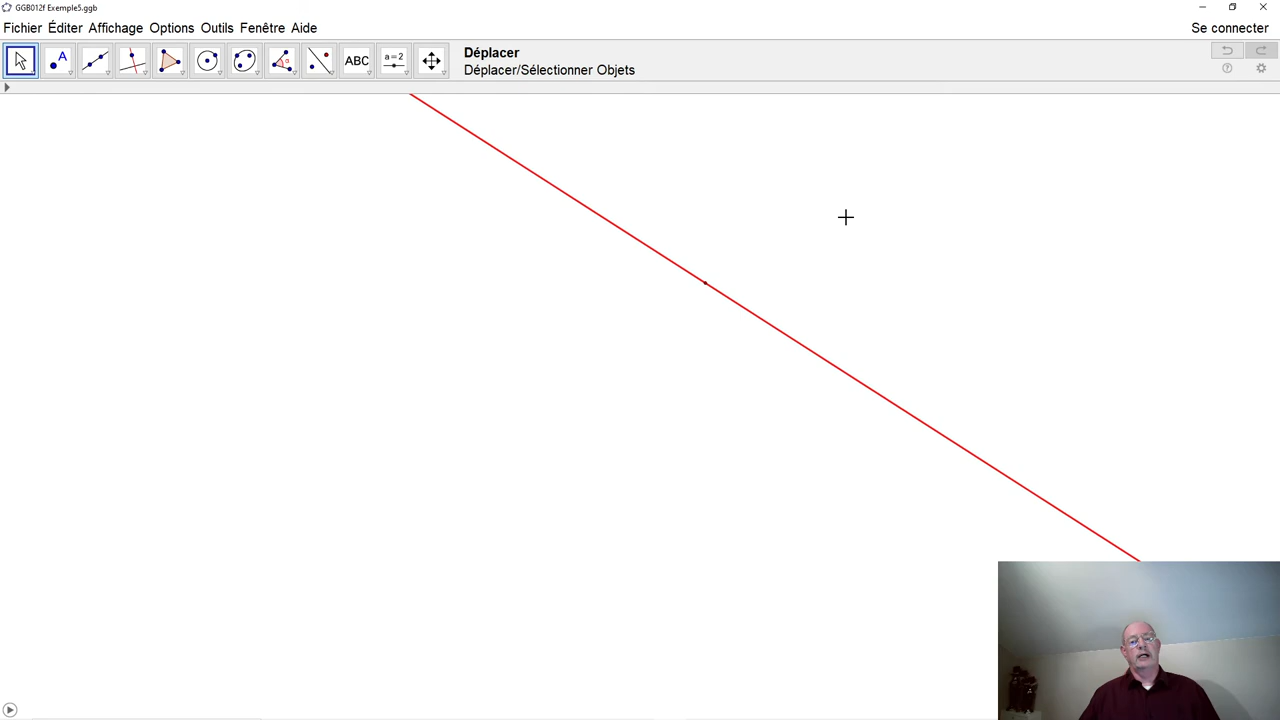 GGB012f Exemple5.ggb
Fichier Éditer Affichage Options Outils Fenêtre Aide
Se connecter
A
α
ABC
a=2
Déplacer
Déplacer/Sélectionner Objets